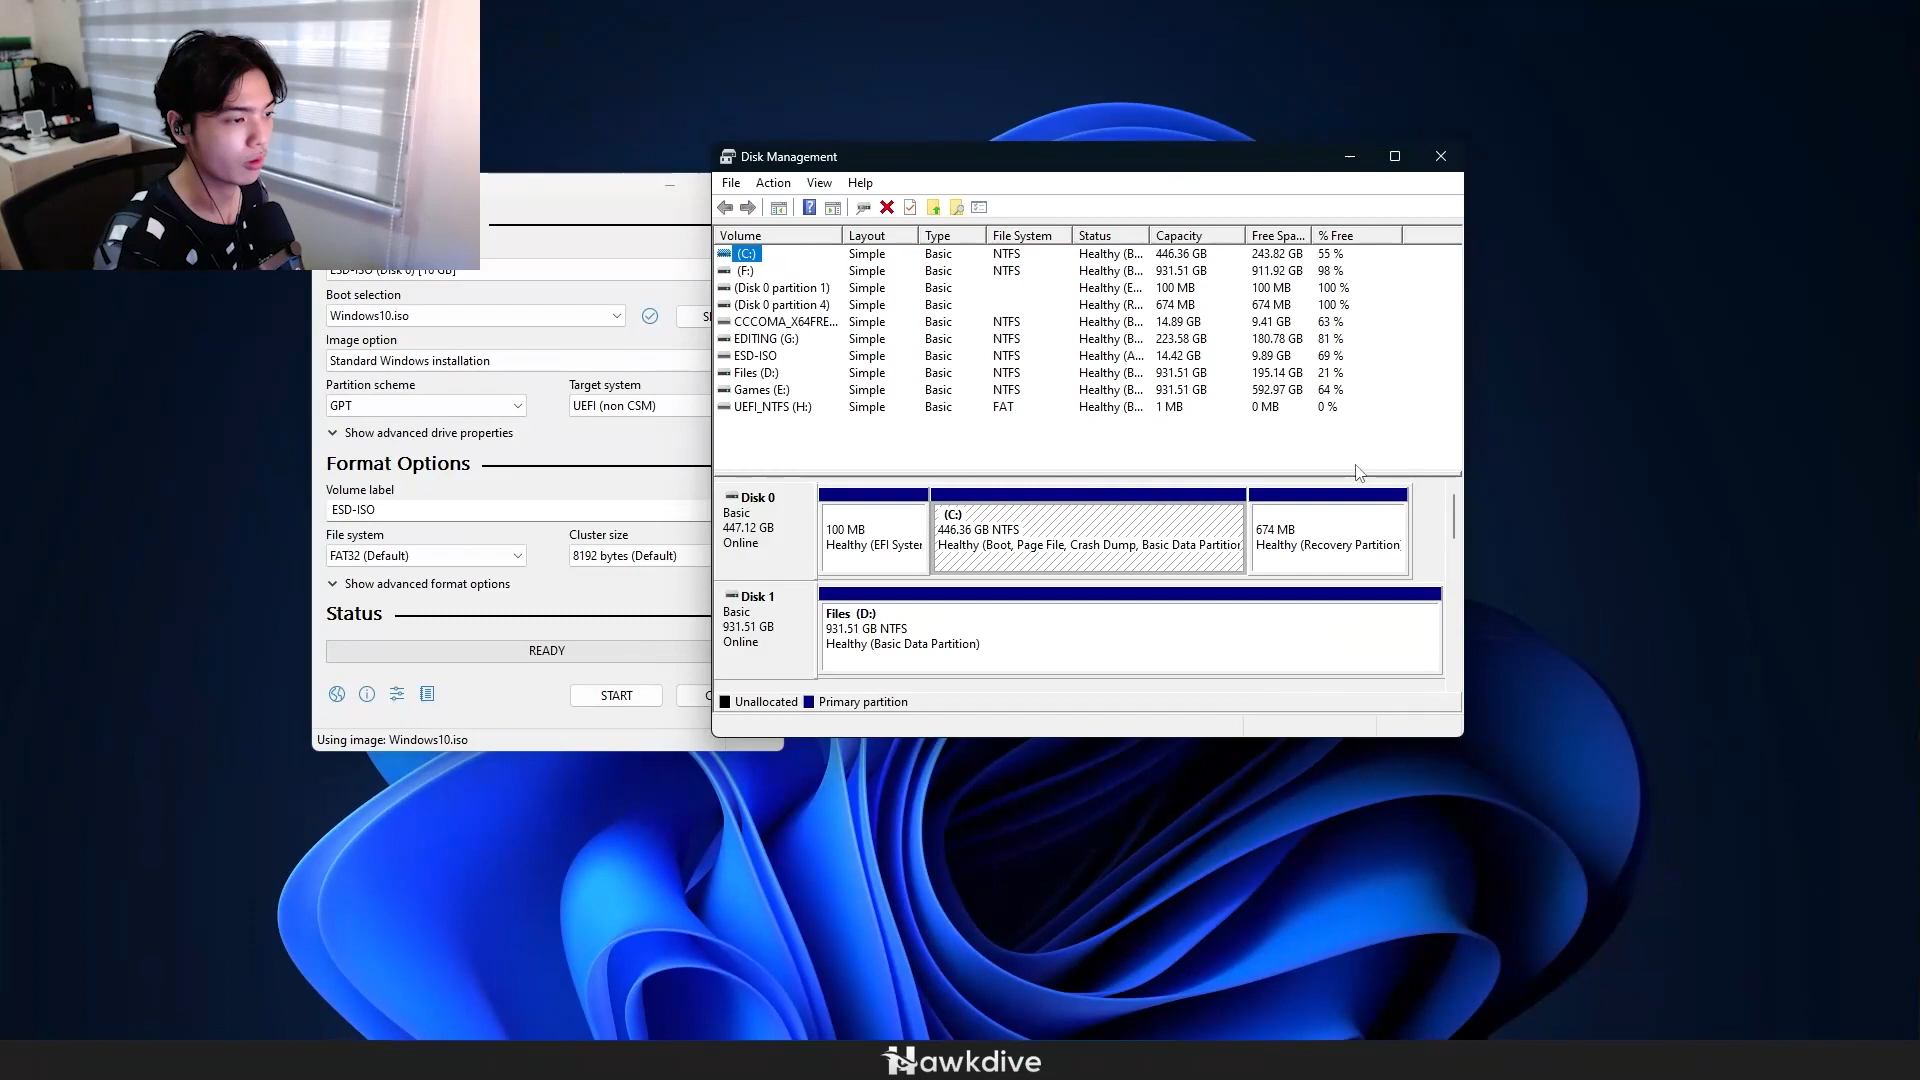 ESD-ISO (Disk 6) [16 GB]
Boot selection
Windows10.iso
Image option
Standard Windows installation
Partition scheme
Target system
GPT
UEFI (non CSM)
Show advanced drive properties
Format Options
Volume label
ESD-ISO
File system
Cluster size
FAT32 (Default)
8192 bytes (Default)
Show advanced format options
Status
READY
START
Using image: Windows10.iso
Disk Management
File Action View Help
Volume Layout Type File System Status Capacity Free Spa... % Free
(C:) Simple Basic NTFS Healthy (B... 446.36 GB 243.82 GB 55 %
(F:) Simple Basic NTFS Healthy (B... 931.51 GB 911.92 GB 98 %
(Disk 0 partition 1) Simple Basic Healthy (E... 100 MB 100 MB 100 %
(Disk 0 partition 4) Simple Basic Healthy (R... 674 MB 674 MB 100 %
CCCOMA_X64FRE... Simple Basic NTFS Healthy (B... 14.89 GB 9.41 GB 63 %
EDITING (G:) Simple Basic NTFS Healthy (B... 223.58 GB 180.78 GB 81 %
ESD-ISO Simple Basic NTFS Healthy (A... 14.42 GB 9.89 GB 69 %
Files (D:) Simple Basic NTFS Healthy (B... 931.51 GB 195.14 GB 21 %
Games (E:) Simple Basic NTFS Healthy (B... 931.51 GB 592.97 GB 64 %
UEFI_NTFS (H:) Simple Basic FAT Healthy (B... 1 MB 0 MB 0 %
Disk 0
Basic
447.12 GB
Online
100 MB
Healthy (EFI Syster
(C:)
446.36 GB NTFS
Healthy (Boot, Page File, Crash Dump, Basic Data Partition
674 MB
Healthy (Recovery Partition)
Disk 1
Basic
931.51 GB
Online
Files (D:)
931.51 GB NTFS
Healthy (Basic Data Partition)
Unallocated Primary partition
Hawkdive